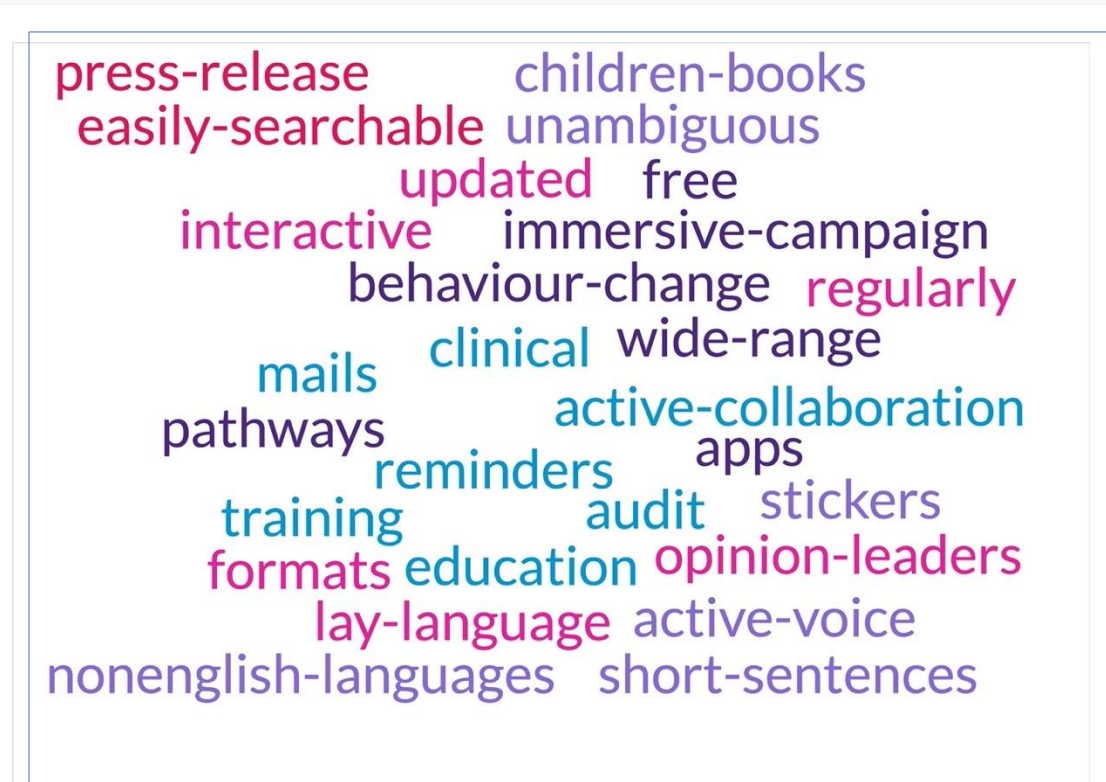 press-release children-books
easily-searchable unambiguous
updated free
interactive immersive-campaign
behaviour-change regularly
clinical wide-range
mails
active-collaboration
pathways apps
reminders
stickers
training audit
formats education opinion-leaders
lay-language active-voice
nonenglish-languages short-sentences